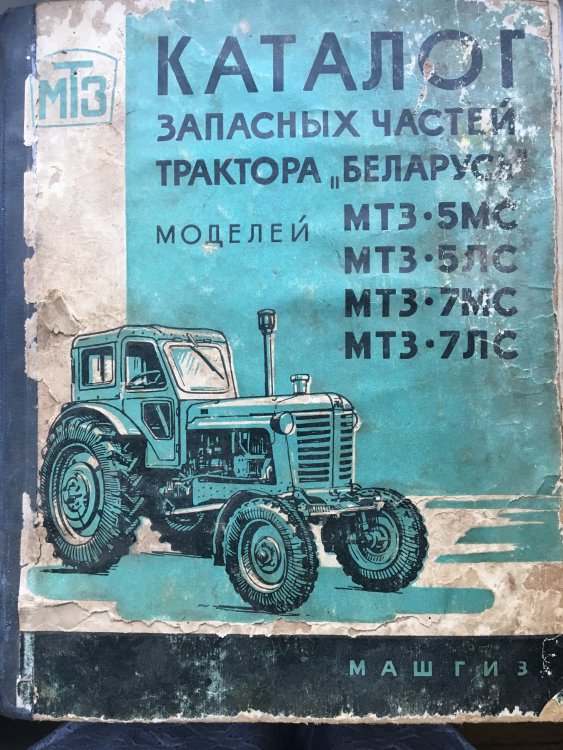 МТЗ
КАТАЛОГ
ЗАПАСНЫХ ЧАСТЕЙ
ТРАКТОРА „БЕЛАРУСЬ"
МОДЕЛЕЙ МТЗ·5МС
МТЗ·5ЛС
МТЗ·7МС
МТЗ·7ЛС
МАШГИЗ